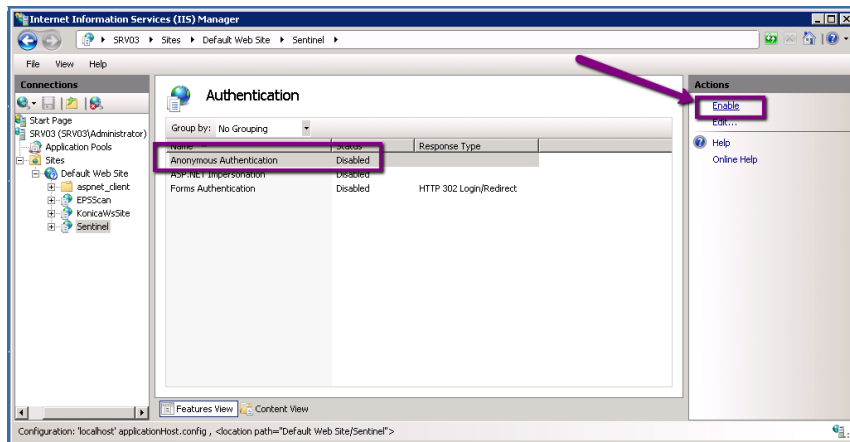 Internet Information Services (IIS) Manager
SRV03 Sites Default Web Site Sentinel
File View Help
Connections
Start Page
SRV03 (SRV03\Administrator)
Application Pools
Sites
Default Web Site
aspnet_client
EPSScan
KonicaWsSite
Sentinel
Authentication
Group by: No Grouping
Name Status Response Type
Anonymous Authentication Disabled
ASP.NET Impersonation Disabled
Forms Authentication Disabled HTTP 302 Login/Redirect
Features View Content View
Actions
Enable
Edit...
Help
Online Help
Configuration: 'localhost' applicationHost.config , <location path="Default Web Site/Sentinel">